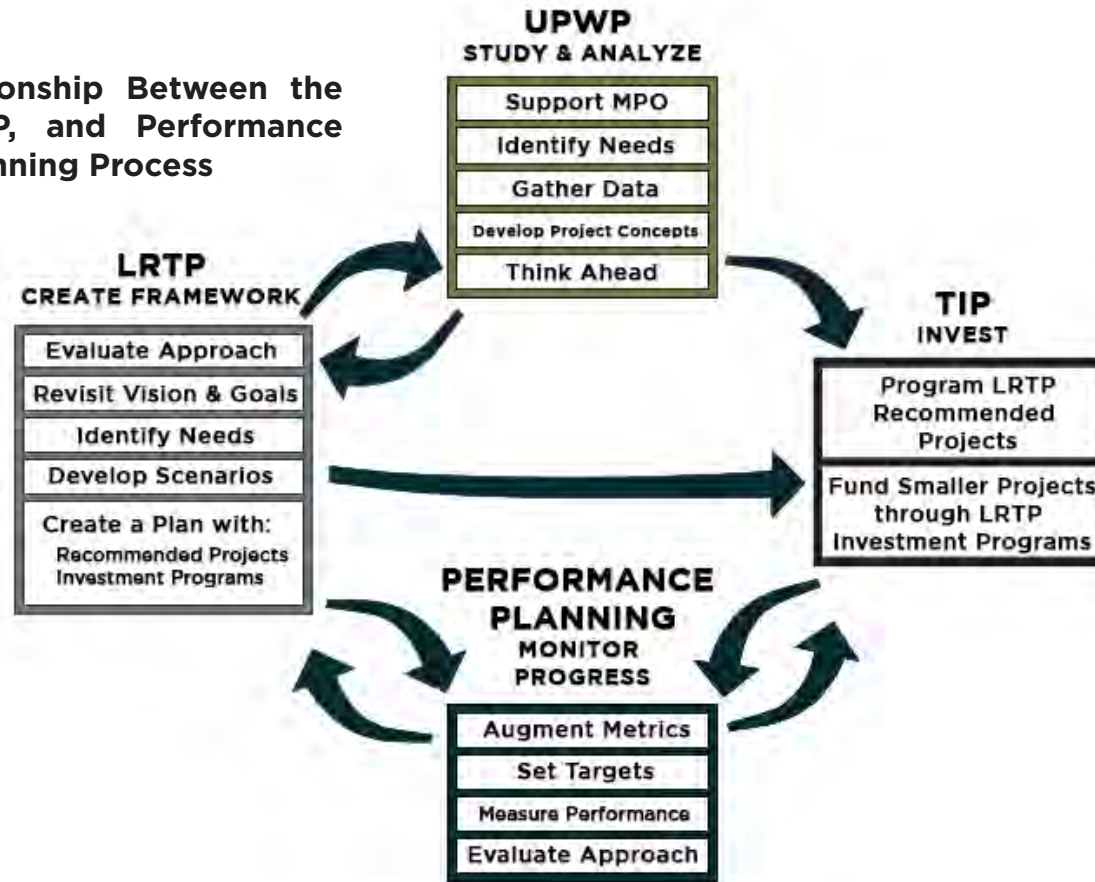 UPWP
STUDY & ANALYZE
Support MPO
Identify Needs
Gather Data
Develop Project Concepts
Think Ahead
Between the
and Performance
Process
LRTP
CREATE FRAMEWORK
Evaluate Approach
Revisit Vision & Goals
Identify Needs
Develop Scenarios
Create a Plan with:
Recommended Projects
Investment Programs
TIP
INVEST
Program LRTP
Recommended
Projects
Fund Smaller Projects
through LRTP
Investment Programs
PERFORMANCE
PLANNING
MONITOR
PROGRESS
Augment Metrics
Set Targets
Measure Performance
Evaluate Approach